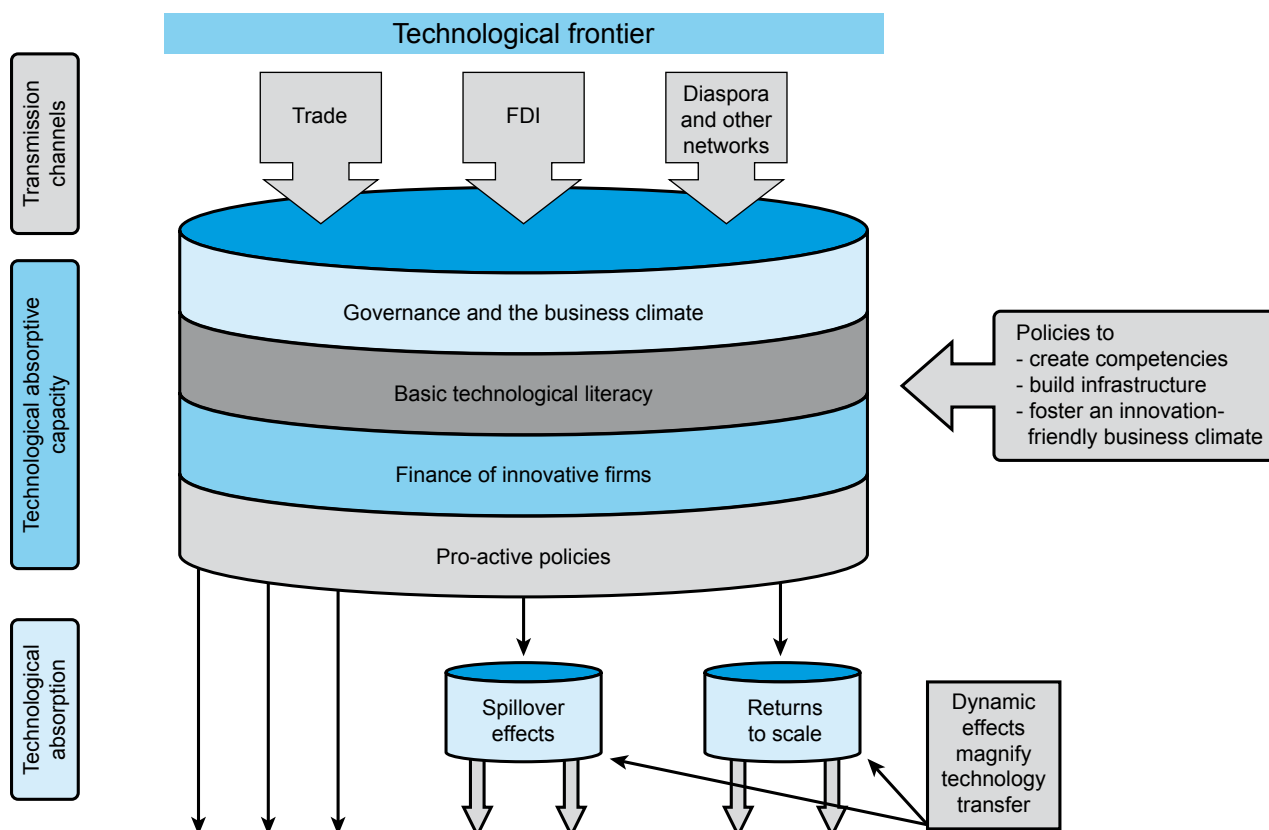 Technological frontier
Transmission
channels
Trade
FDI
Diaspora
and other
networks
Technological absorptive
capacity
Governance and the business climate
Basic technological literacy
Finance of innovative firms
Pro-active policies
Policies to
- create competencies
- build infrastructure
- foster an innovation-
friendly business climate
Technological
absorption
Spillover
effects
Returns
to scale
Dynamic
effects
magnify
technology
transfer